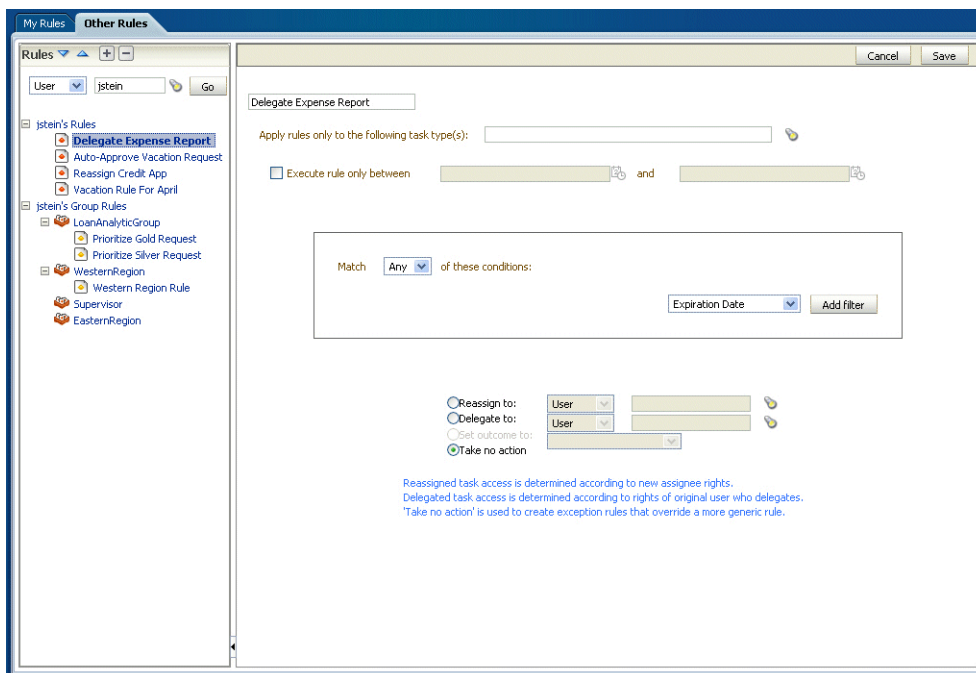 My Rules Other Rules
Rules
Cancel Save
User jstein Go
Delegate Expense Report
Apply rules only to the following task type(s):
Execute rule only between and
jstein's Rules
Delegate Expense Report
Auto-Approve Vacation Request
Reassign Credit App
Vacation Rule For April
jstein's Group Rules
LoanAnalyticGroup
Prioritize Gold Request
Prioritize Silver Request
WesternRegion
Western Region Rule
Supervisor
EasternRegion
Match Any of these conditions:
Expiration Date Add filter
Reassign to: User
Delegate to: User
Set outcome to:
Take no action
Reassigned task access is determined according to new assignee rights.
Delegated task access is determined according to rights of original user who delegates.
'Take no action' is used to create exception rules that override a more generic rule.